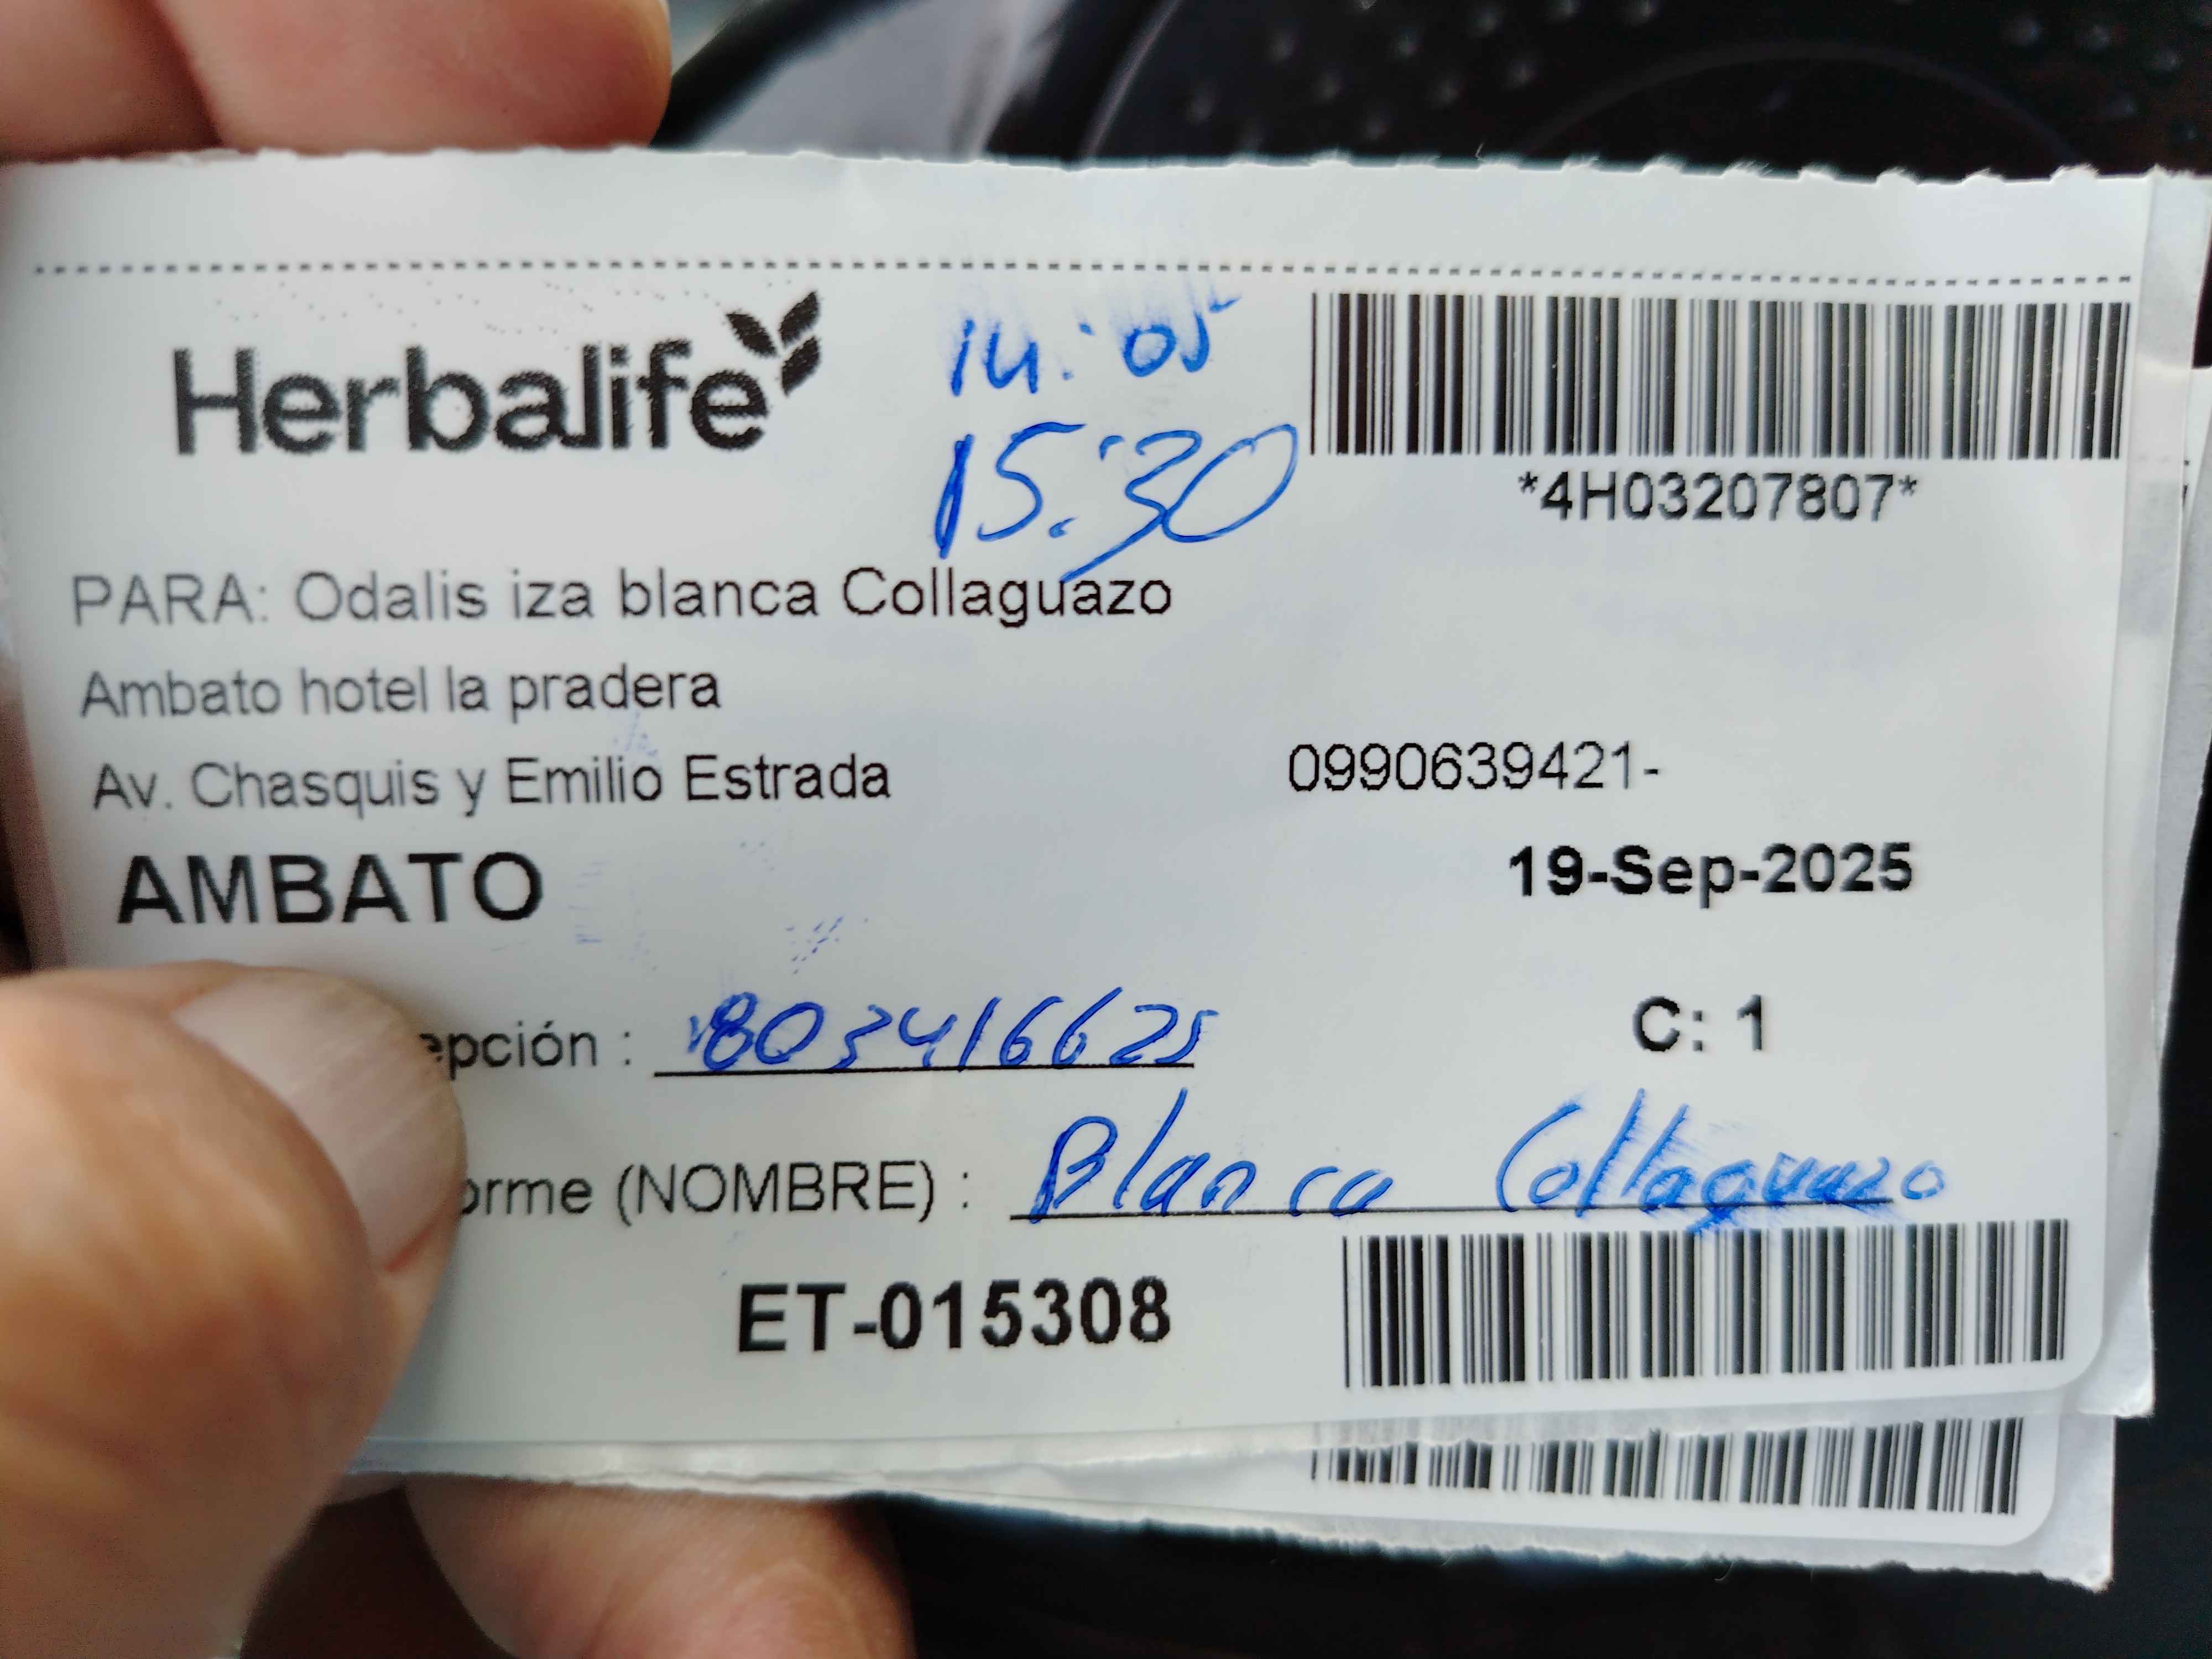 Herbalife
14:05
15:30
*4H03207807*
PARA: Odalis iza blanca Collaguazo
Ambato hotel la pradera
Av. Chasquis y Emilio Estrada 0990639421-
AMBATO 19-Sep-2025
epción : 1803416625 C: 1
orme (NOMBRE) : Blanca Collaguazo
ET-015308